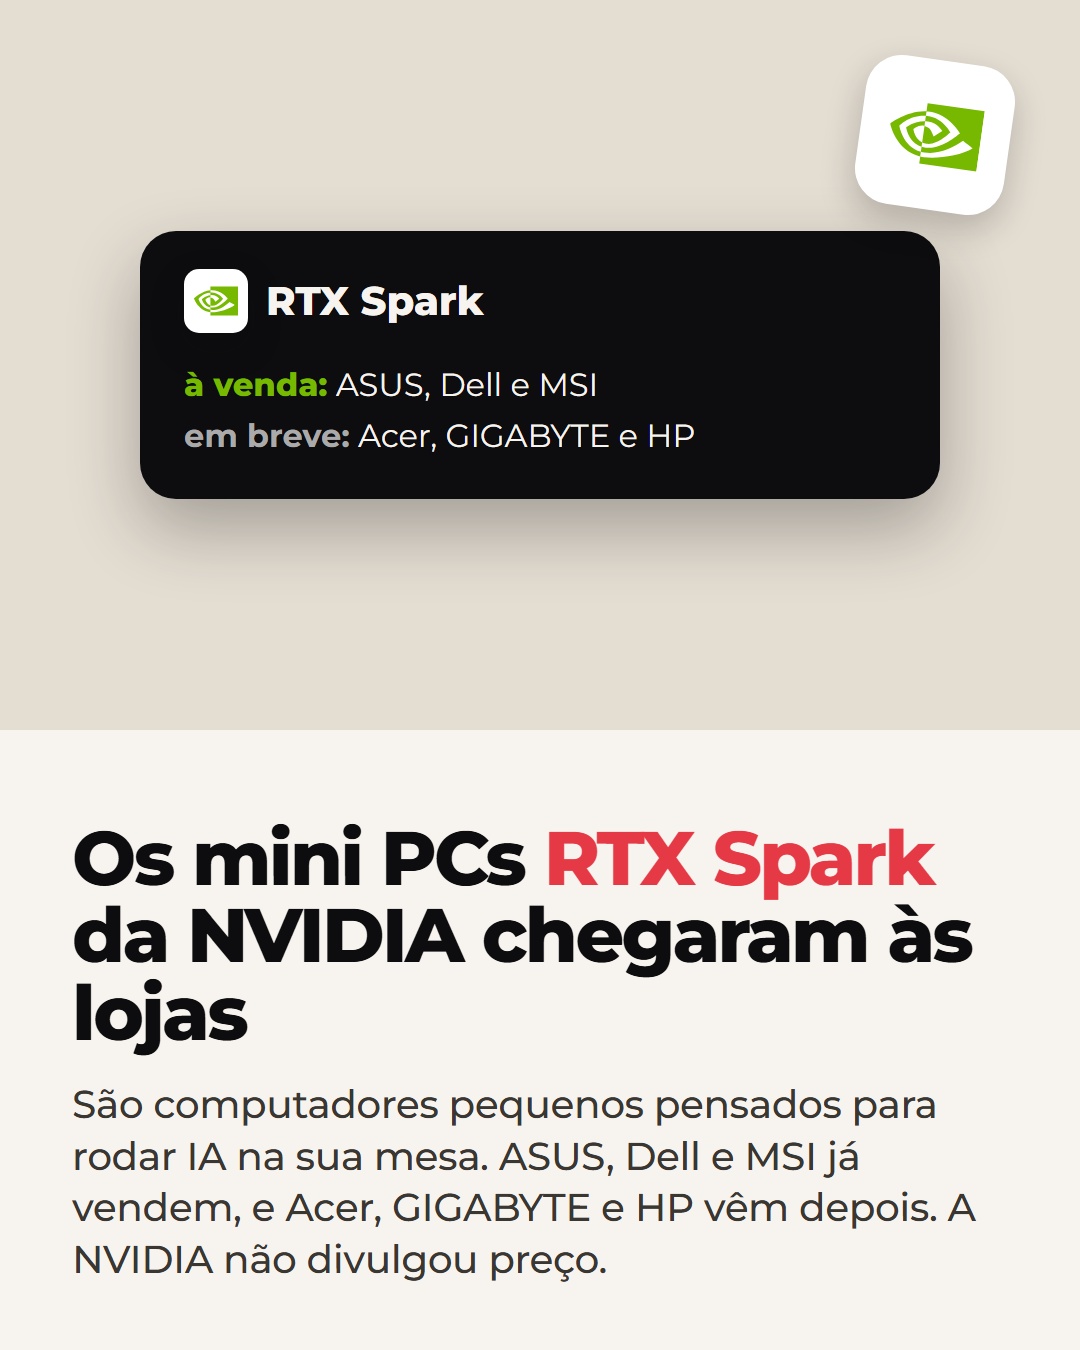 RTX Spark
à venda: ASUS, Dell e MSI
em breve: Acer, GIGABYTE e HP
Os mini PCs RTX Spark
da NVIDIA chegaram às
lojas
São computadores pequenos pensados para
rodar IA na sua mesa. ASUS, Dell e MSI já
vendem, e Acer, GIGABYTE e HP vêm depois. A
NVIDIA não divulgou preço.